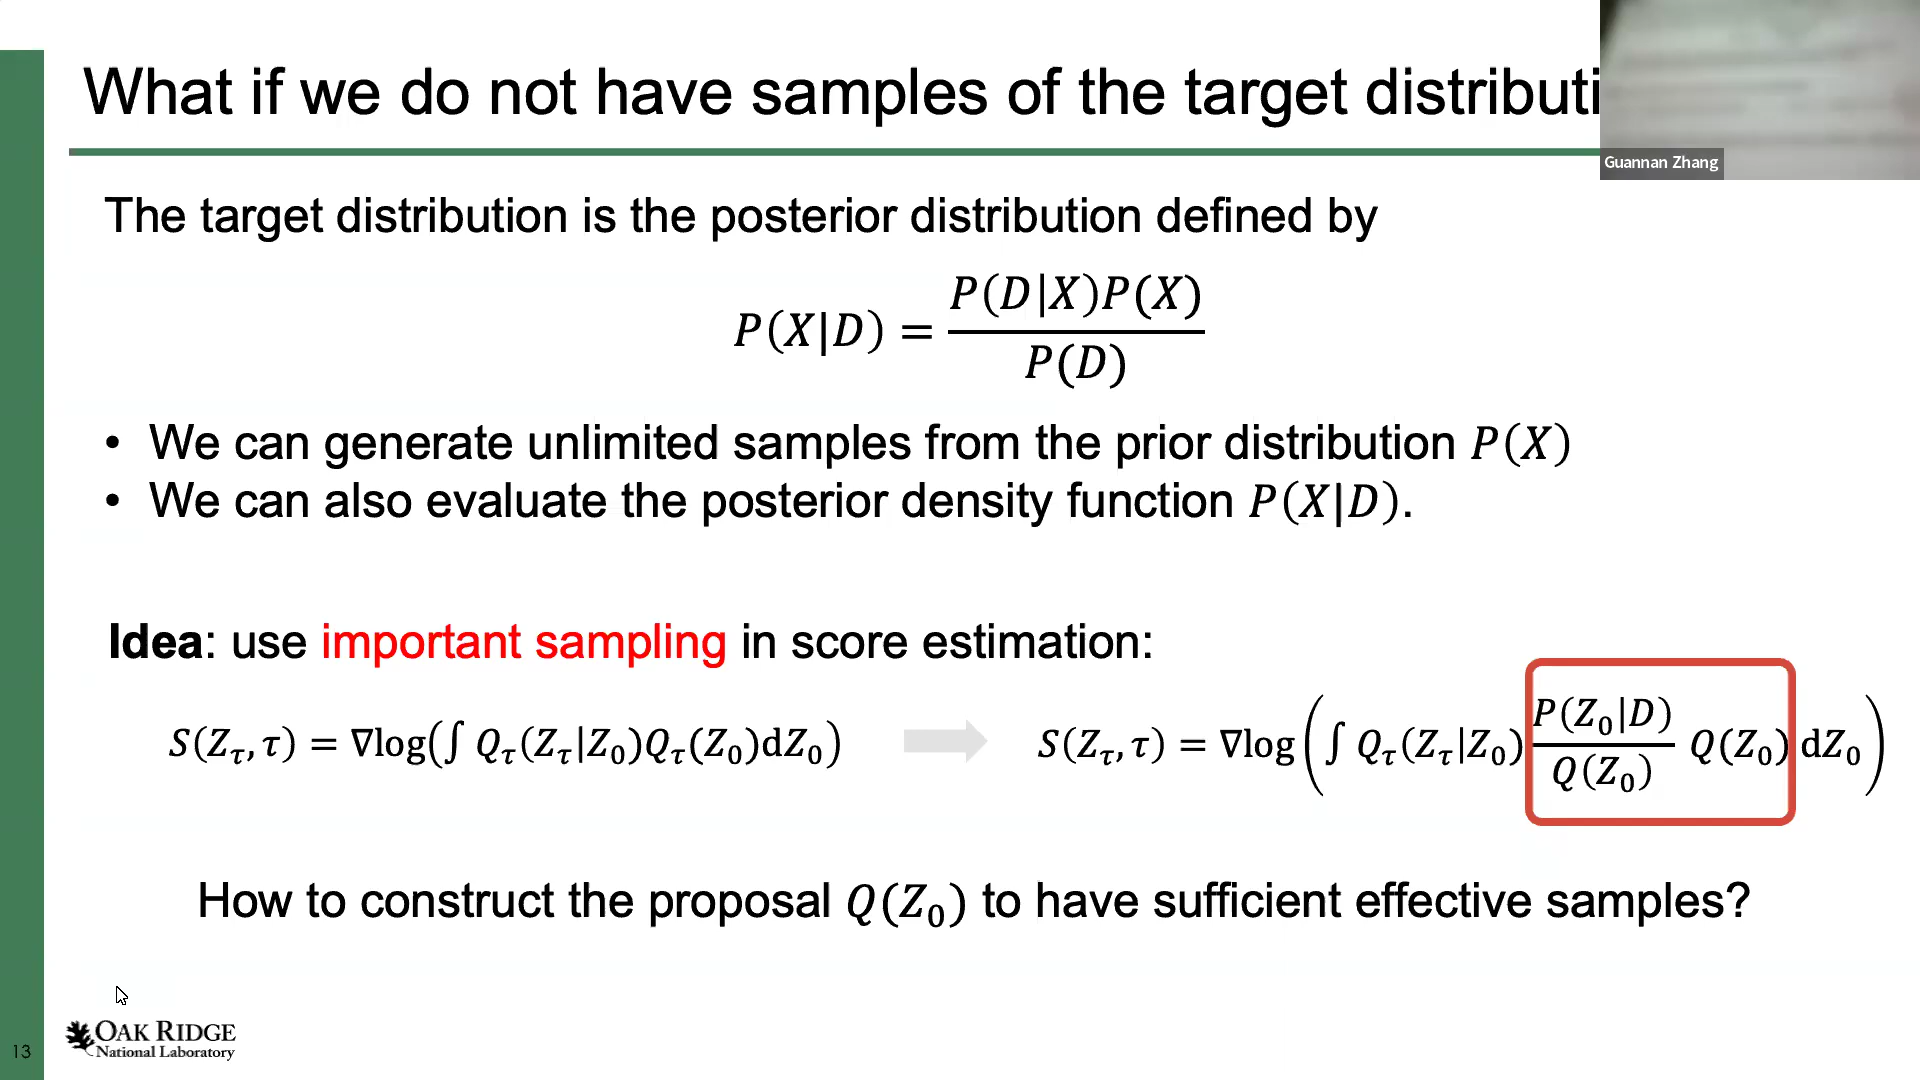 What if we do not have samples of the target distributi
Guannan Zhang
The target distribution is the posterior distribution defined by
P(X|D) = P(D|X)P(X) / P(D)
• We can generate unlimited samples from the prior distribution P(X)
• We can also evaluate the posterior density function P(X|D).
Idea: use important sampling in score estimation:
S(Z_τ, τ) = ∇log(∫ Q_τ(Z_τ|Z_0)Q_τ(Z_0)dZ_0)
S(Z_τ, τ) = ∇log(∫ Q_τ(Z_τ|Z_0) P(Z_0|D) / Q(Z_0) Q(Z_0) dZ_0)
How to construct the proposal Q(Z_0) to have sufficient effective samples?
13
OAK RIDGE
National Laboratory